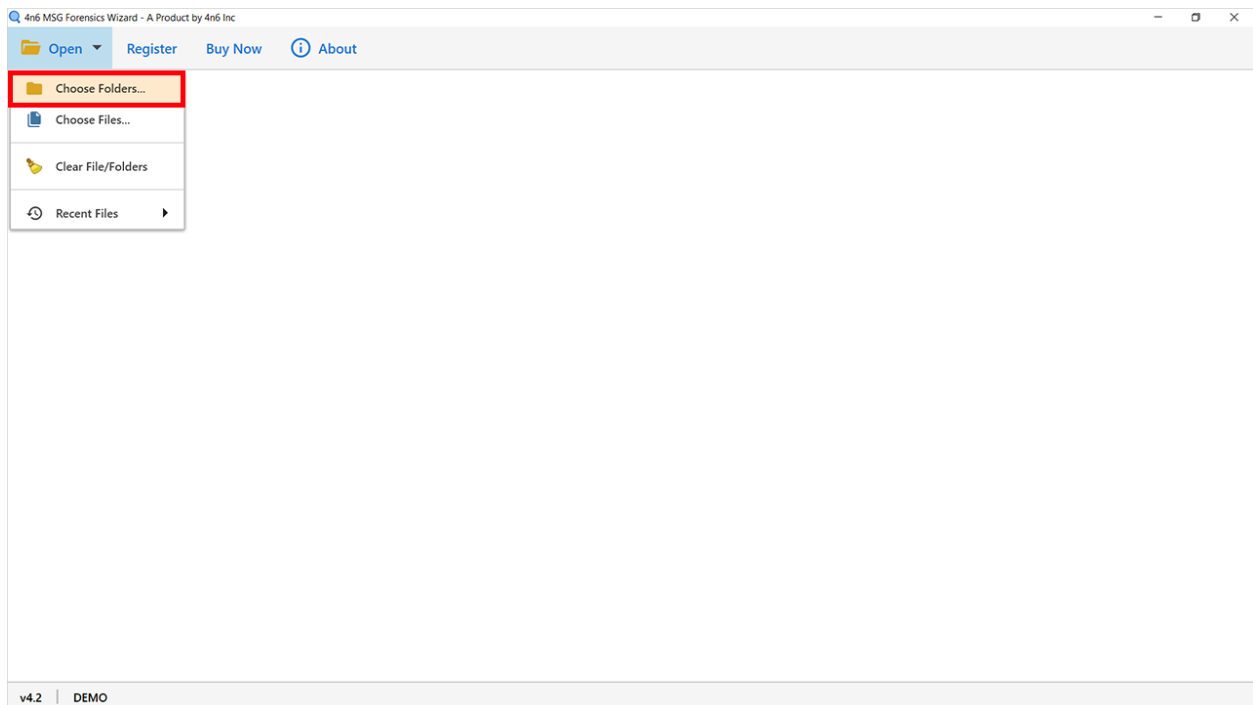 4n6 MSG Forensics Wizard - A Product by 4n6 Inc
Open Register Buy Now About
Choose Folders...
Choose Files...
Clear File/Folders
Recent Files
v4.2 DEMO